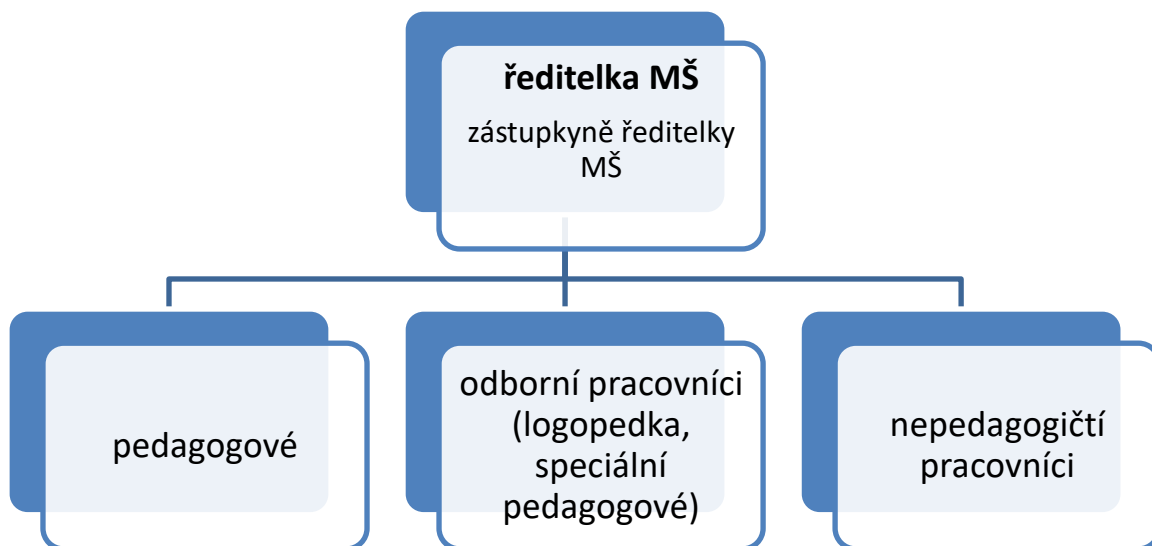 ředitelka MŠ
zástupkyně ředitelky
MŠ
pedagogové
odborní pracovníci
(logopedka,
speciální
pedagogové)
nepedagogičtí
pracovníci